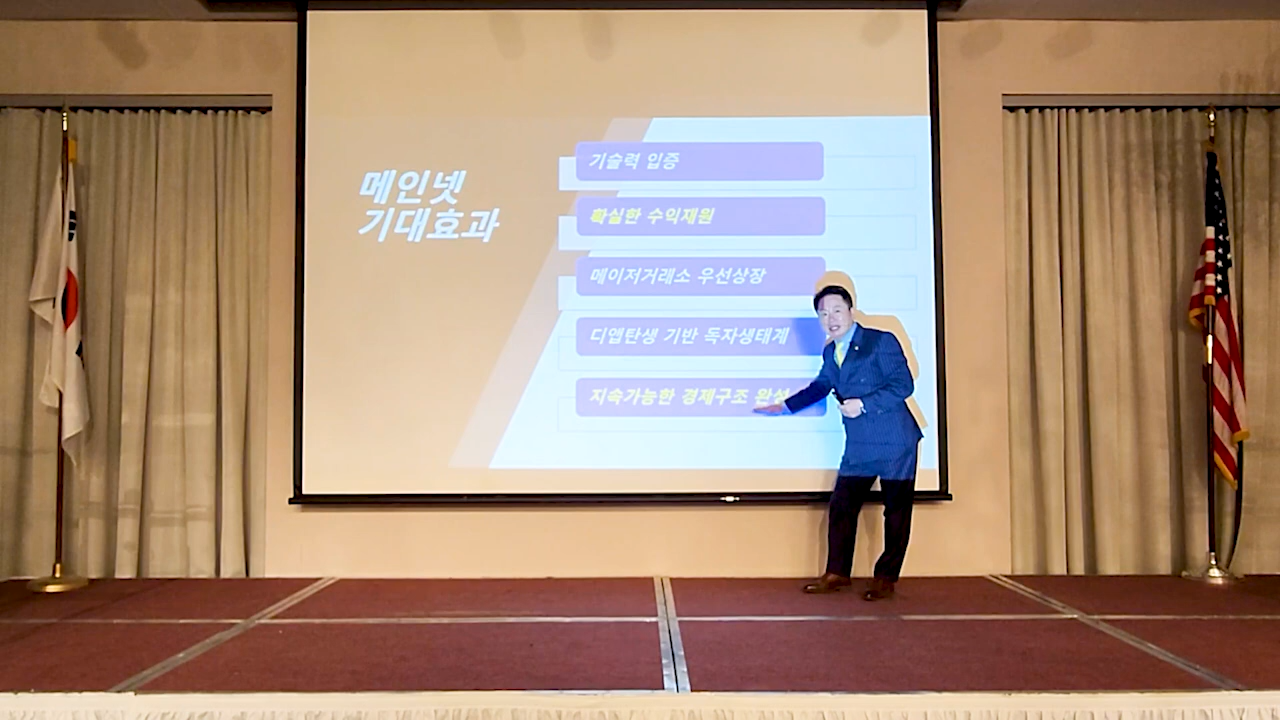 메인넷
기대효과
기술력 입증
확실한 수익재원
메이저거래소 우선상장
디앱탄생 기반 독자생태계
지속가능한 경제구조 완성